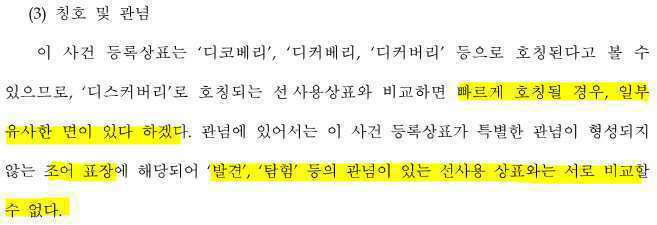 (3) 칭호 및 관념
이 사건 등록상표는 '디코베리', '디커베리, '디커버리' 등으로 호칭된다고 볼 수
있으므로, '디스커버리'로 호칭되는 선사용상표와 비교하면 빠르게 호칭될 경우, 일부
유사한 면이 있다 하겠다. 관념에 있어서는 이 사건 등록상표가 특별한 관념이 형성되지
않는 조어 표장에 해당되어 '발견', '탐험' 등의 관념이 있는 선사용 상표와는 서로 비교할
수 없다.